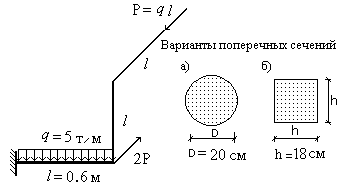 P = q l
Варианты поперечных сечений
l
а)
б)
l
h
q = 5 т/м
2P
D
h
l = 0.6 м
D = 20 см
h =18 см